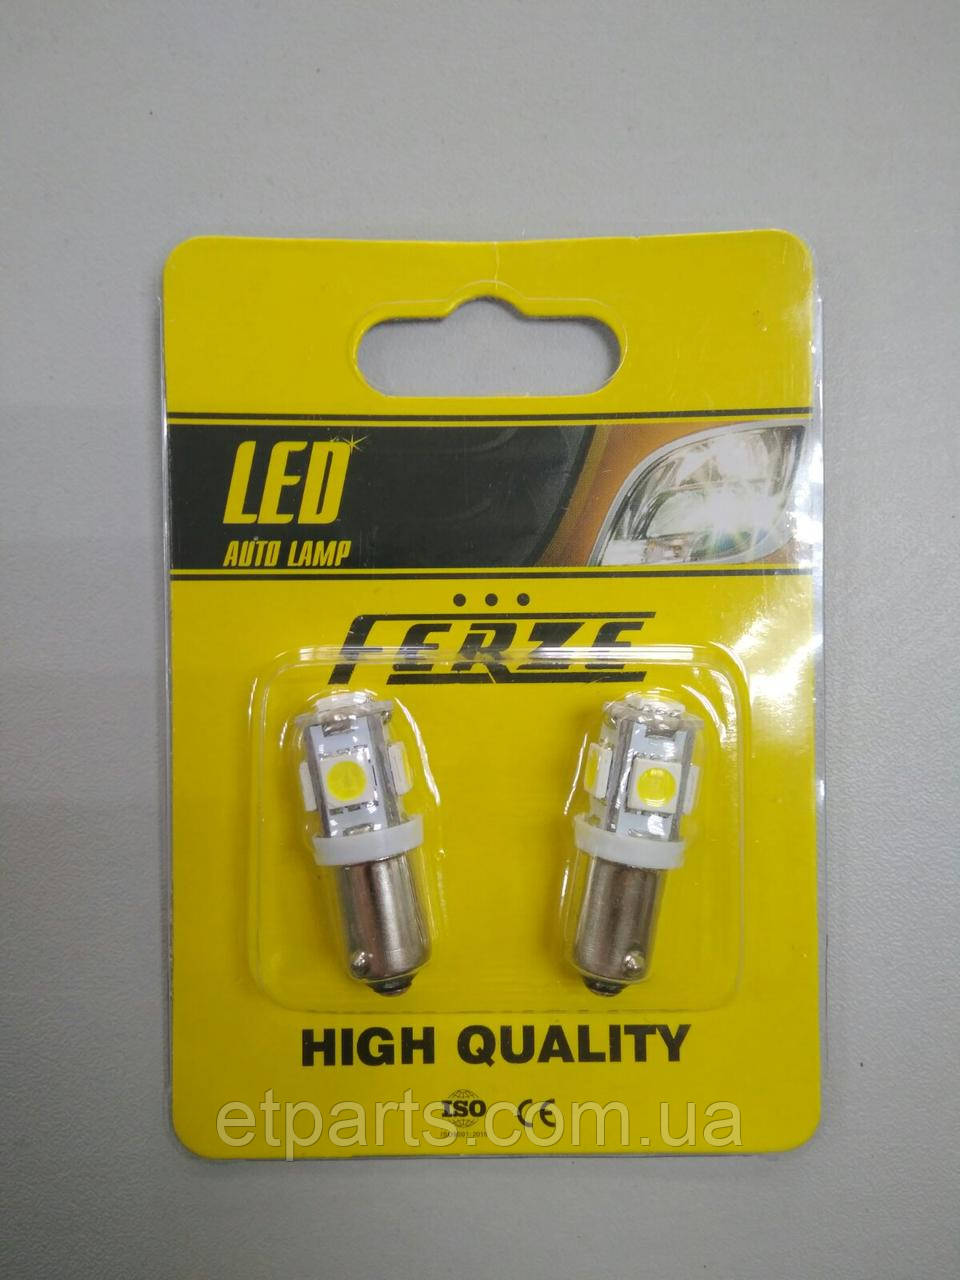 LED
AUTO LAMP
FERZE
HIGH QUALITY
ISO CE
etparts.com.ua